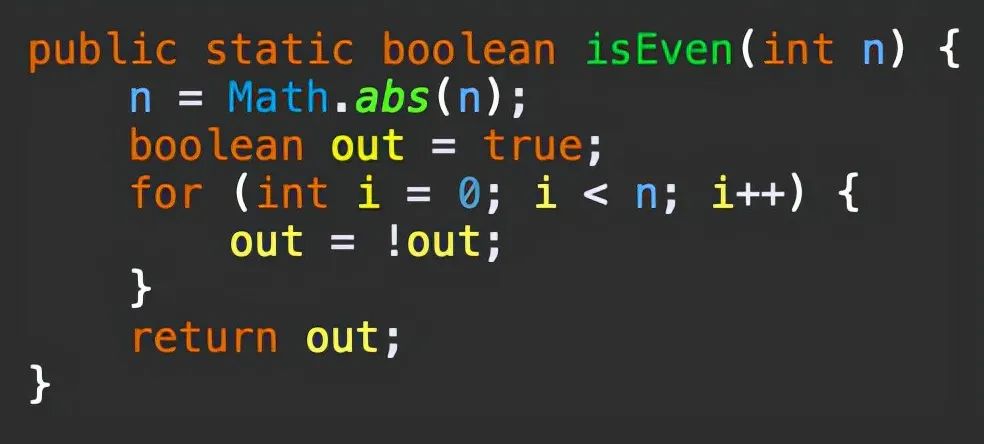 public static boolean isEven(int n) {
    n = Math.abs(n);
    boolean out = true;
    for (int i = 0; i < n; i++) {
        out = !out;
    }
    return out;
}